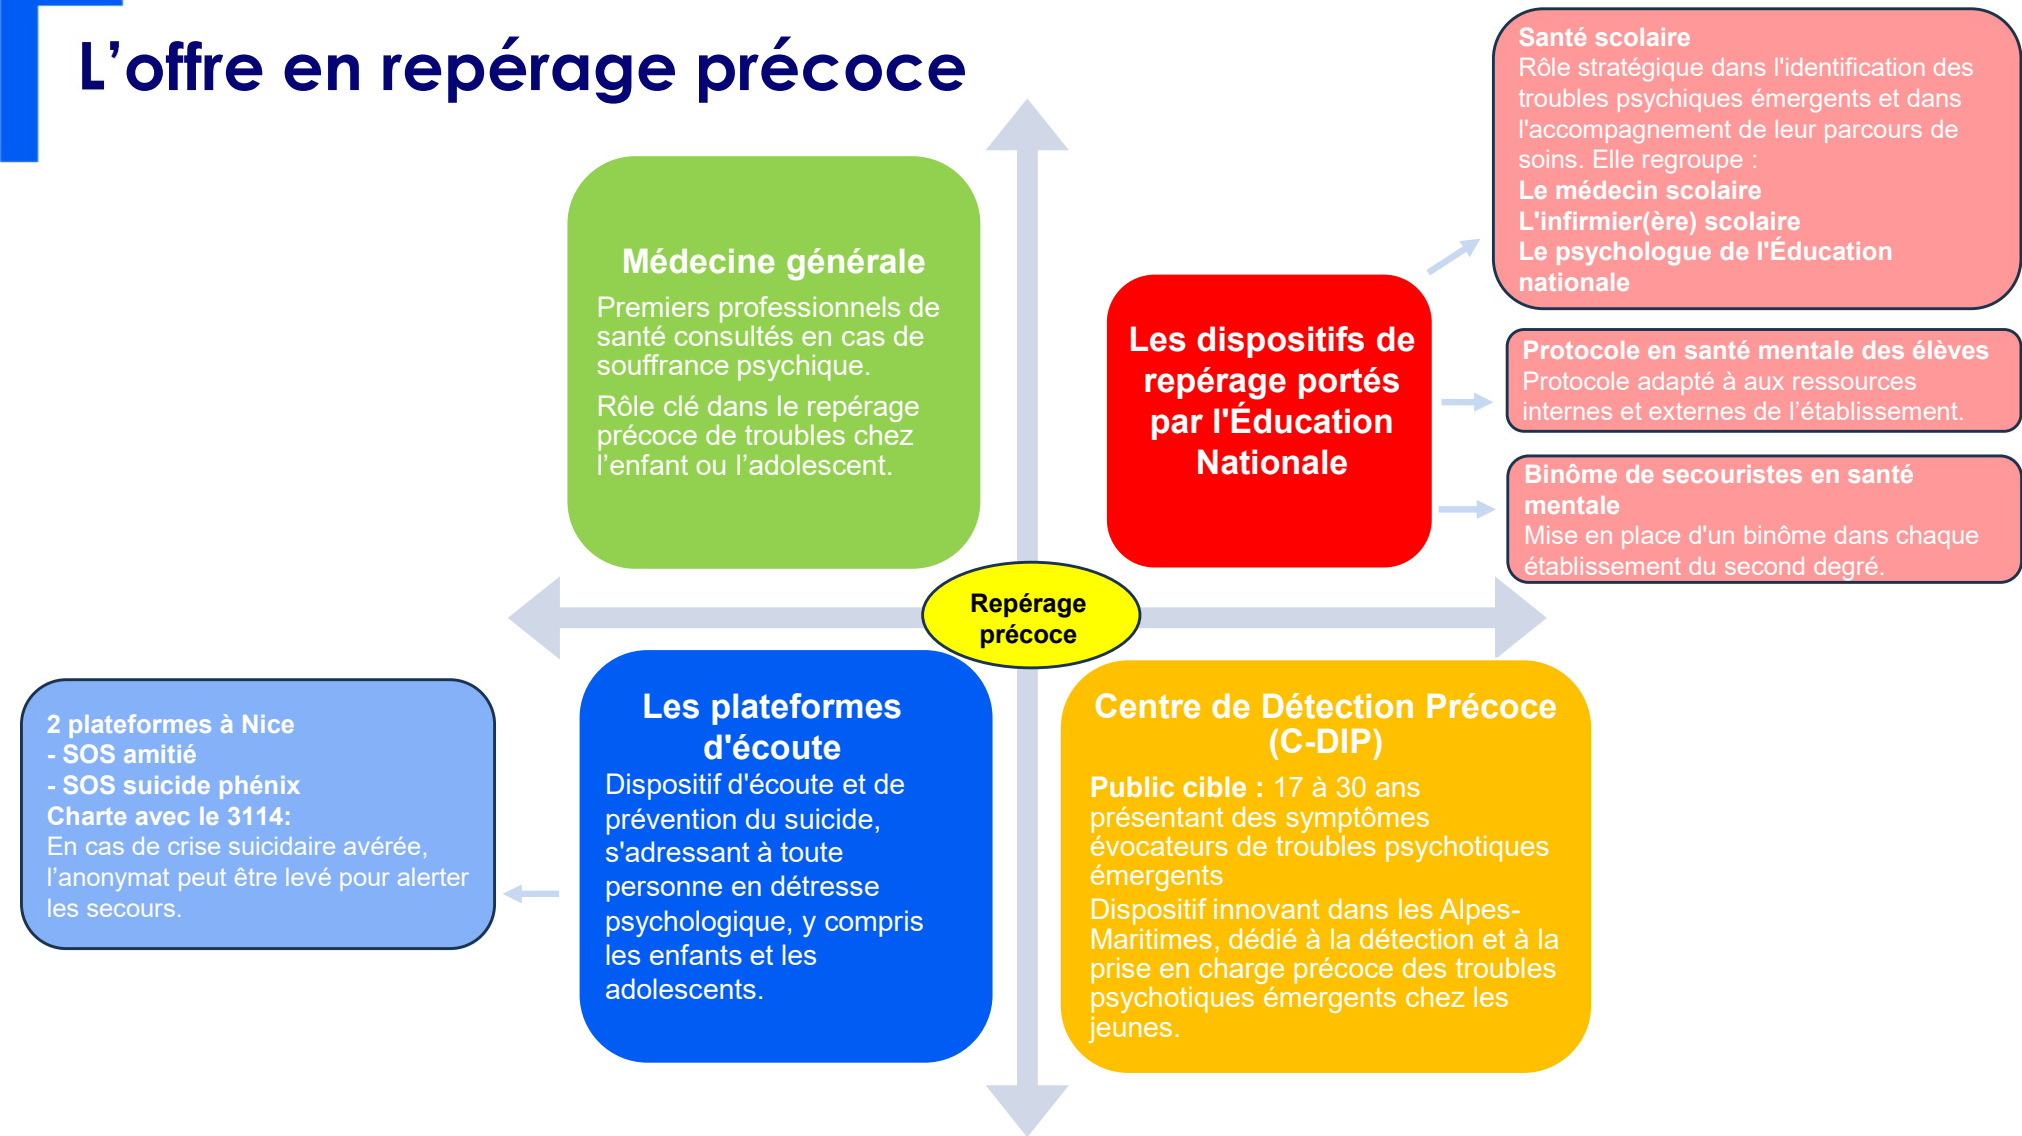 L’offre en repérage précoce
Médecine générale
Premiers professionnels de
santé consultés en cas de
souffrance psychique.
Rôle clé dans le repérage
précoce de troubles chez
l’enfant ou l’adolescent.
Les dispositifs de
repérage portés
par l'Éducation
Nationale
Santé scolaire
Rôle stratégique dans l'identification des
troubles psychiques émergents et dans
l'accompagnement de leur parcours de
soins. Elle regroupe :
Le médecin scolaire
L'infirmier(ère) scolaire
Le psychologue de l'Éducation
nationale
Protocole en santé mentale des élèves
Protocole adapté à aux ressources
internes et externes de l’établissement.
Binôme de secouristes en santé
mentale
Mise en place d'un binôme dans chaque
établissement du second degré.
Repérage
précoce
2 plateformes à Nice
- SOS amitié
- SOS suicide phénix
Charte avec le 3114:
En cas de crise suicidaire avérée,
l’anonymat peut être levé pour alerter
les secours.
Les plateformes
d'écoute
Dispositif d'écoute et de
prévention du suicide,
s'adressant à toute
personne en détresse
psychologique, y compris
les enfants et les
adolescents.
Centre de Détection Précoce
(C-DIP)
Public cible : 17 à 30 ans
présentant des symptômes
évocateurs de troubles psychotiques
émergents
Dispositif innovant dans les Alpes-
Maritimes, dédié à la détection et à la
prise en charge précoce des troubles
psychotiques émergents chez les
jeunes.